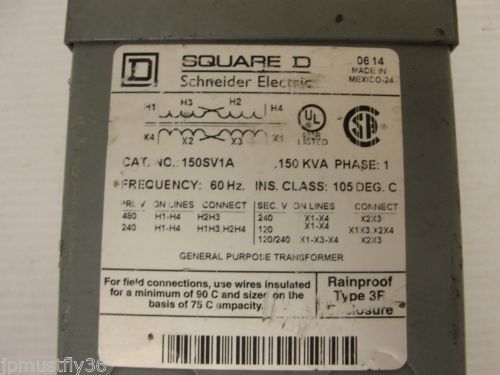 D
SQUARE D
Schneider Electric
06 14
MADE IN
MEXICO-24
H1 H3 H2 H4
X4 X2 X3 X1
UL
LISTED
SA
CAT. NO. 150SV1A .150 KVA PHASE: 1
FREQUENCY: 60 Hz. INS. CLASS: 105 DEG. C
PRI. V ON LINES CONNECT SEC. V ON LINES CONNECT
480 H1-H4 H2H3 240 X1-X4 X2X3
240 H1-H4 H1H3,H2H4 120 X1-X4 X1X3,X2X4
120/240 X1-X3-X4 X2X3
GENERAL PURPOSE TRANSFORMER
For field connections, use wires insulated
for a minimum of 90 C and sized on the
basis of 75 C ampacity.
Rainproof
Type 3R
Enclosure
jpmustfly36